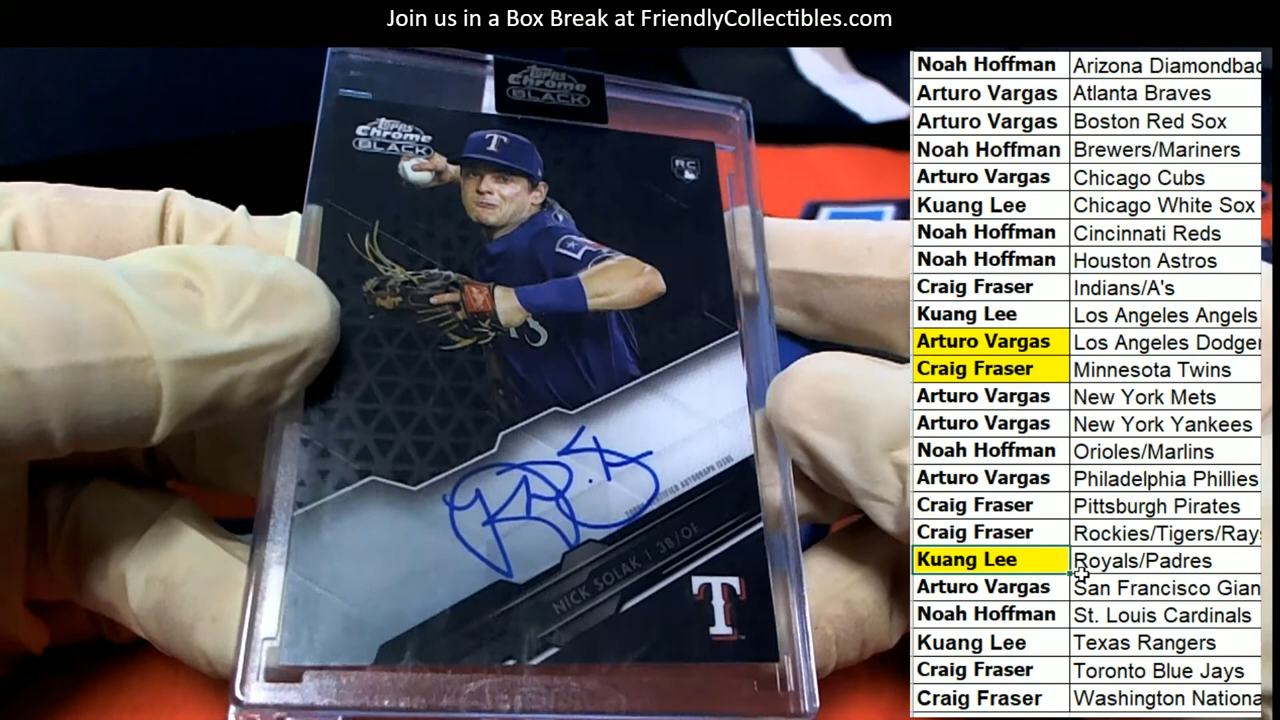 Join us in a Box Break at FriendlyCollectibles.com
TOPPS
Chrome
BLACK
TOPPS
Chrome
BLACK
RC
T
TOPPS CERTIFIED AUTOGRAPH ISSUE
NICK SOLAK | 3B/OF
T
Noah Hoffman Arizona Diamondbac
Arturo Vargas Atlanta Braves
Arturo Vargas Boston Red Sox
Noah Hoffman Brewers/Mariners
Arturo Vargas Chicago Cubs
Kuang Lee Chicago White Sox
Noah Hoffman Cincinnati Reds
Noah Hoffman Houston Astros
Craig Fraser Indians/A's
Kuang Lee Los Angeles Angels
Arturo Vargas Los Angeles Dodger
Craig Fraser Minnesota Twins
Arturo Vargas New York Mets
Arturo Vargas New York Yankees
Noah Hoffman Orioles/Marlins
Arturo Vargas Philadelphia Phillies
Craig Fraser Pittsburgh Pirates
Craig Fraser Rockies/Tigers/Ray
Kuang Lee Royals/Padres
Arturo Vargas San Francisco Gian
Noah Hoffman St. Louis Cardinals
Kuang Lee Texas Rangers
Craig Fraser Toronto Blue Jays
Craig Fraser Washington Nationa